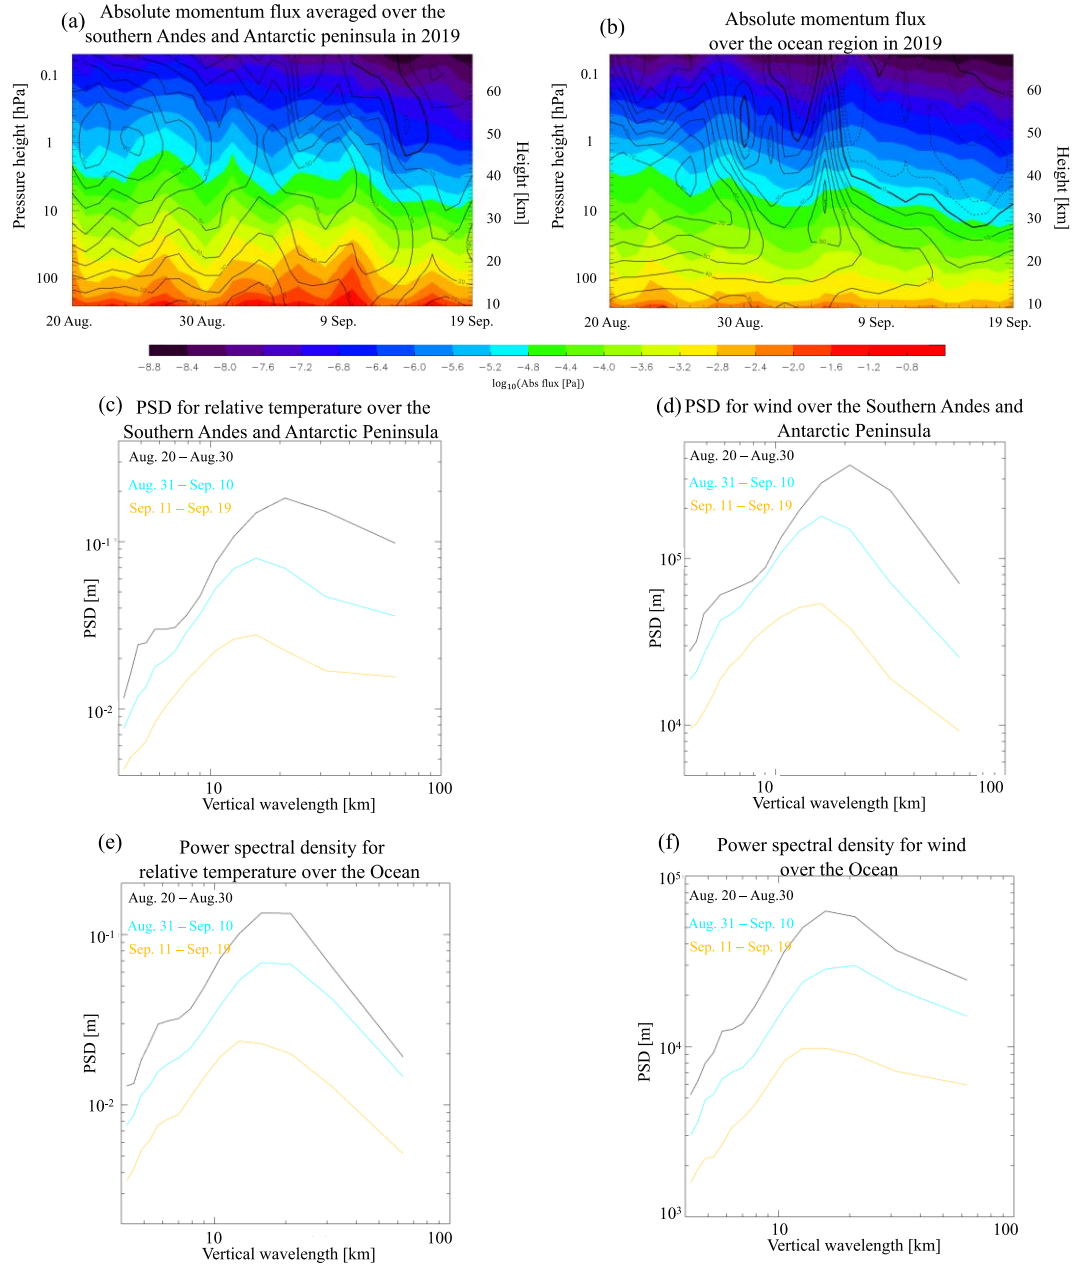 (a) Absolute momentum flux averaged over the
southern Andes and Antarctic peninsula in 2019
Pressure height [hPa]
0.1
1
10
100
60
50
40
30
20
10
Height [km]
20 Aug. 30 Aug. 9 Sep. 19 Sep.
(b) Absolute momentum flux
over the ocean region in 2019
Pressure height [hPa]
0.1
1
10
100
60
50
40
30
20
10
Height [km]
20 Aug. 30 Aug. 9 Sep. 19 Sep.
−8.8 −8.4 −8.0 −7.6 −7.2 −6.8 −6.4 −6.0 −5.6 −5.2 −4.8 −4.4 −4.0 −3.6 −3.2 −2.8 −2.4 −2.0 −1.6 −1.2 −0.8
log₁₀(Abs flux [Pa])
(c) PSD for relative temperature over the
Southern Andes and Antarctic Peninsula
Aug. 20 – Aug.30
Aug. 31 – Sep. 10
Sep. 11 – Sep. 19
PSD [m]
10⁻¹
10⁻²
10 100
Vertical wavelength [km]
(d) PSD for wind over the Southern Andes and
Antarctic Peninsula
Aug. 20 – Aug.30
Aug. 31 – Sep. 10
Sep. 11 – Sep. 19
PSD [m]
10⁵
10⁴
10 100
Vertical wavelength [km]
(e) Power spectral density for
relative temperature over the Ocean
Aug. 20 – Aug.30
Aug. 31 – Sep. 10
Sep. 11 – Sep. 19
PSD [m]
10⁻¹
10⁻²
10 100
Vertical wavelength [km]
(f) Power spectral density for wind
over the Ocean
Aug. 20 – Aug.30
Aug. 31 – Sep. 10
Sep. 11 – Sep. 19
PSD [m]
10⁵
10⁴
10³
10 100
Vertical wavelength [km]